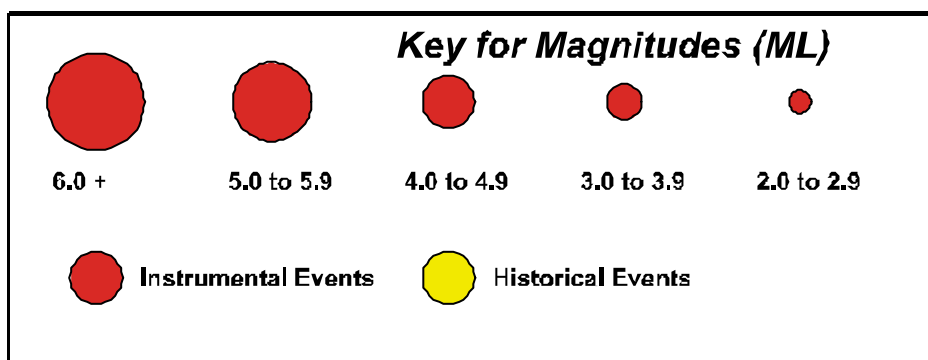 Key for Magnitudes (ML)
6.0 + 5.0 to 5.9 4.0 to 4.9 3.0 to 3.9 2.0 to 2.9
Instrumental Events Historical Events